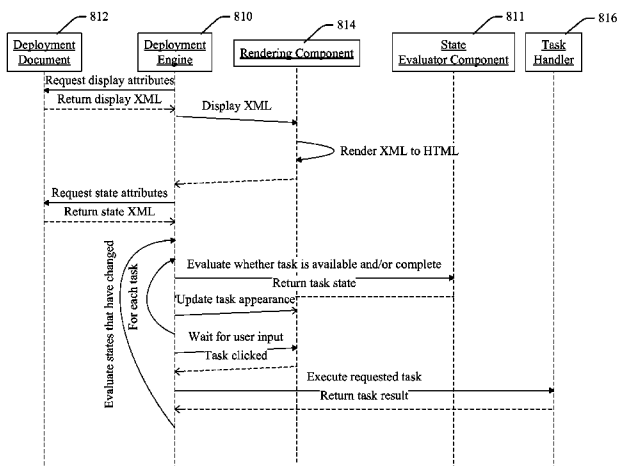 812
810
814
811
816
Deployment
Document
Deployment
Engine
Rendering Component
State
Evaluator Component
Task
Handler
Request display attributes
Return display XML
Display XML
Render XML to HTML
Request state attributes
Return state XML
Evaluate states that have changed
For each task
Evaluate whether task is available and/or complete
Return task state
Update task appearance
Wait for user input
Task clicked
Execute requested task
Return task result